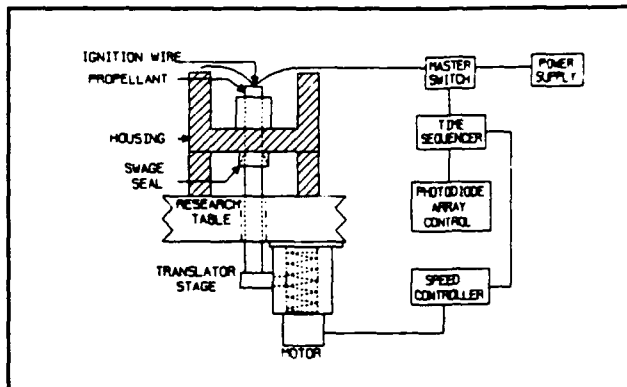 IGNITION WIRE
PROPELLANT
HOUSING
SWAGE
SEAL
RESEARCH
TABLE
TRANSLATOR
STAGE
MOTOR
MASTER
SWITCH
POWER
SUPPLY
TIME
SEQUENCER
PHOTODIODE
ARRAY
CONTROL
SPEED
CONTROLLER